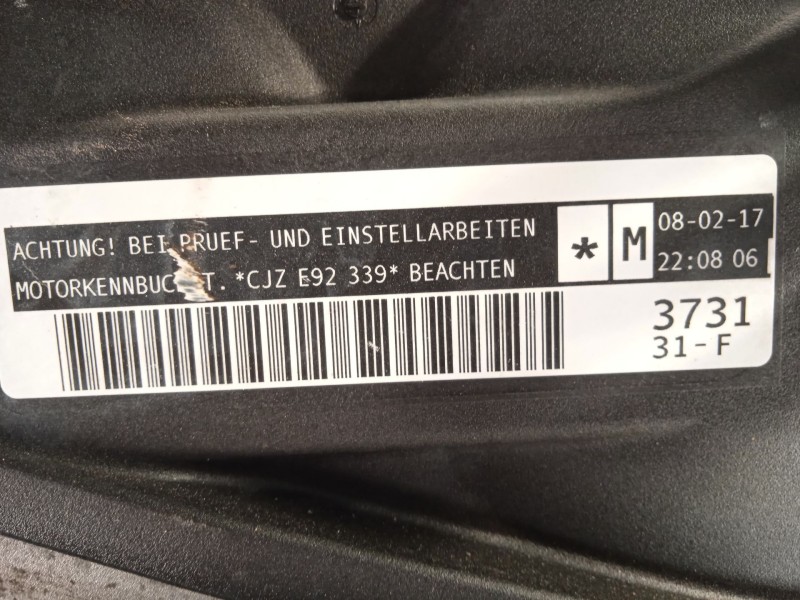 ACHTUNG! BEI PRUEF- UND EINSTELLARBEITEN
T. *CJZ E92 339* BEACHTEN
* M
08-02-17
22:08 06
3731
31-F